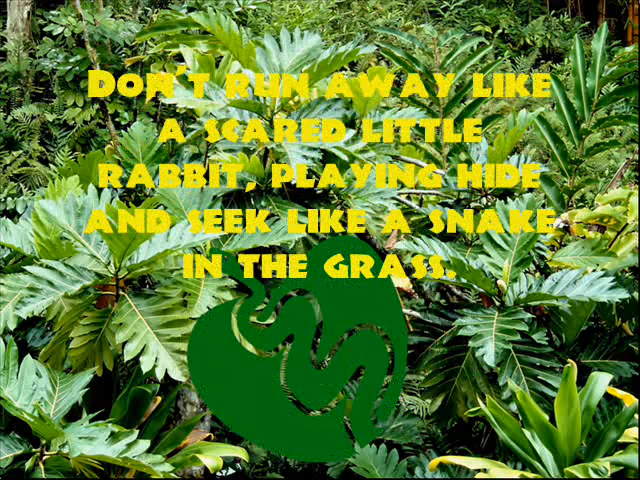 Don't run away like
a scared little
rabbit, playing hide
and seek like a snake
in the grass.